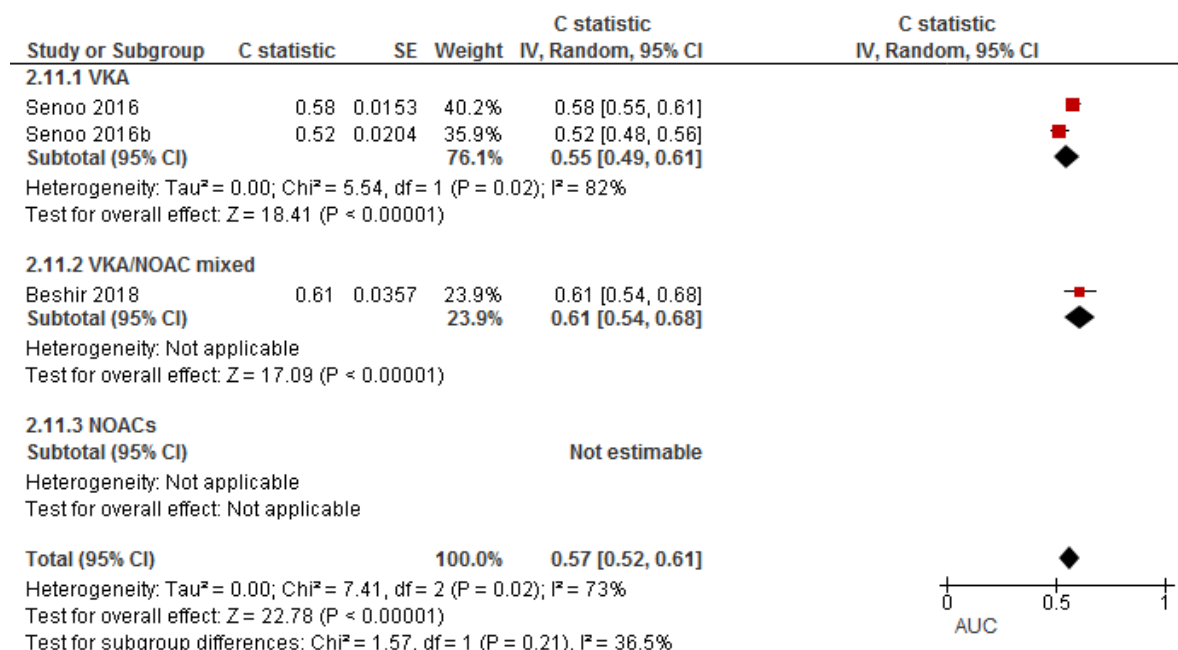 C statistic C statistic
Study or Subgroup C statistic SE Weight IV, Random, 95% CI IV, Random, 95% CI
2.11.1 VKA
Senoo 2016 0.58 0.0153 40.2% 0.58 [0.55, 0.61]
Senoo 2016b 0.52 0.0204 35.9% 0.52 [0.48, 0.56]
Subtotal (95% CI) 76.1% 0.55 [0.49, 0.61]
Heterogeneity: Tau² = 0.00; Chi² = 5.54, df = 1 (P = 0.02); I² = 82%
Test for overall effect: Z = 18.41 (P < 0.00001)
2.11.2 VKA/NOAC mixed
Beshir 2018 0.61 0.0357 23.9% 0.61 [0.54, 0.68]
Subtotal (95% CI) 23.9% 0.61 [0.54, 0.68]
Heterogeneity: Not applicable
Test for overall effect: Z = 17.09 (P < 0.00001)
2.11.3 NOACs
Subtotal (95% CI) Not estimable
Heterogeneity: Not applicable
Test for overall effect: Not applicable
Total (95% CI) 100.0% 0.57 [0.52, 0.61]
Heterogeneity: Tau² = 0.00; Chi² = 7.41, df = 2 (P = 0.02); I² = 73%
Test for overall effect: Z = 22.78 (P < 0.00001)
Test for subgroup differences: Chi² = 1.57, df = 1 (P = 0.21), I² = 36.5%
0 0.5 1
AUC